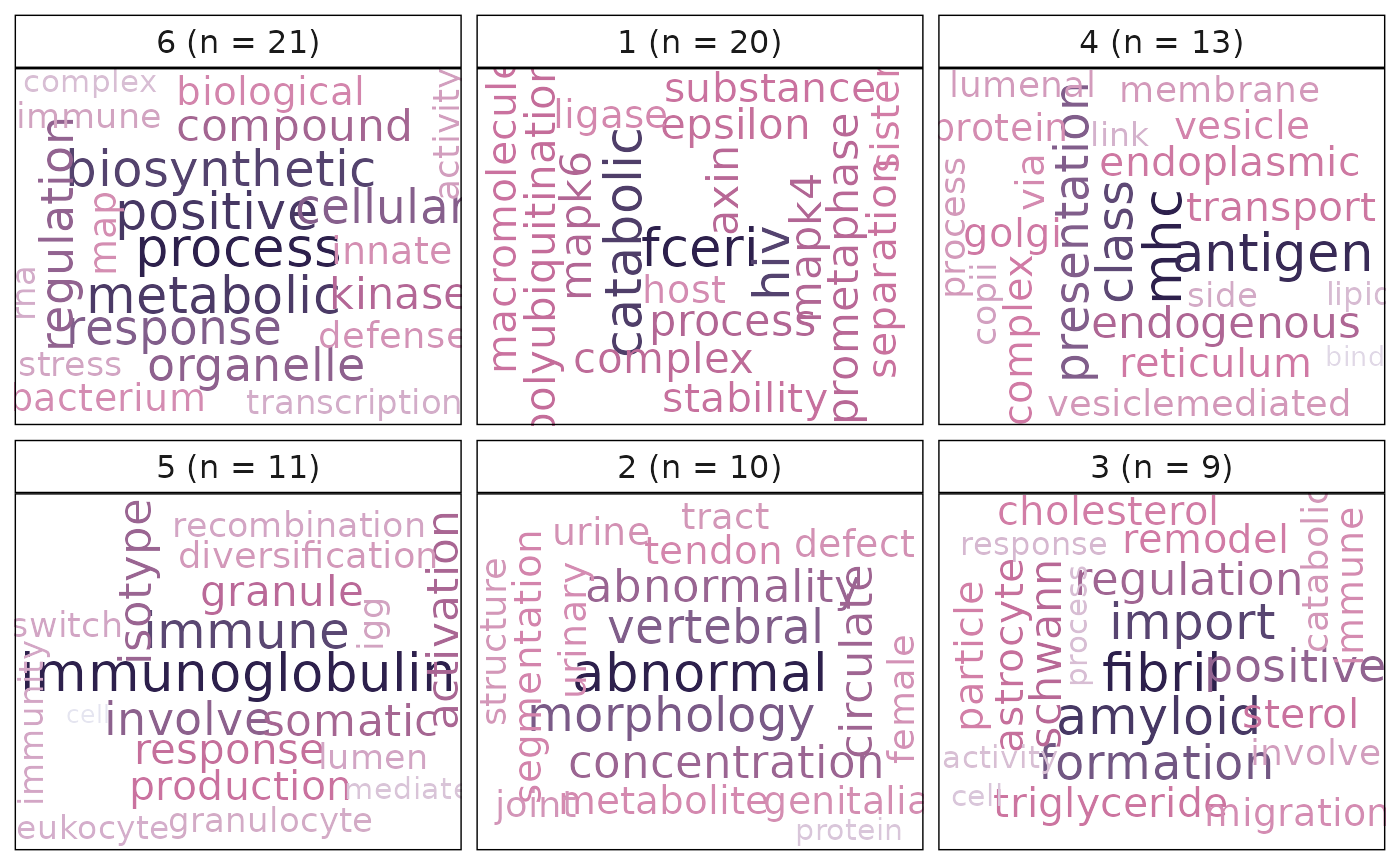 6 (n = 21)
complex
biological
activity
immune
compound
regulation
biosynthetic
positive
cellular
map
process
innate
rna
metabolic
kinase
response
defense
stress
organelle
bacterium
transcription
1 (n = 20)
macromolecule
polyubiquitination
substance
sister
ligase
epsilon
mapk6
catabolic
axin
metaphase
prometaphase
separation
mapk4
fceri
hiv
host
process
complex
stability
4 (n = 13)
lumenal
membrane
protein
presentation
link
vesicle
process
via
endoplasmic
class
mhc
transport
golgi
antigen
copii
complex
side
lipid
endogenous
reticulum
bind
vesiclemediated
5 (n = 11)
isotype
recombination
activation
diversification
granule
igg
switch
immune
immunoglobulin
immunity
cell
involve
somatic
response
lumen
production
mediate
leukocyte
granulocyte
2 (n = 10)
tract
urine
tendon
defect
structure
segmentation
urinary
abnormality
circulate
vertebral
female
abnormal
morphology
concentration
joint
metabolite
genitalia
protein
3 (n = 9)
cholesterol
catabolic
immune
response
remodel
particle
astrocyte
schwann
process
regulation
import
fibril
positive
amyloid
sterol
activity
formation
involve
cell
triglyceride
migration